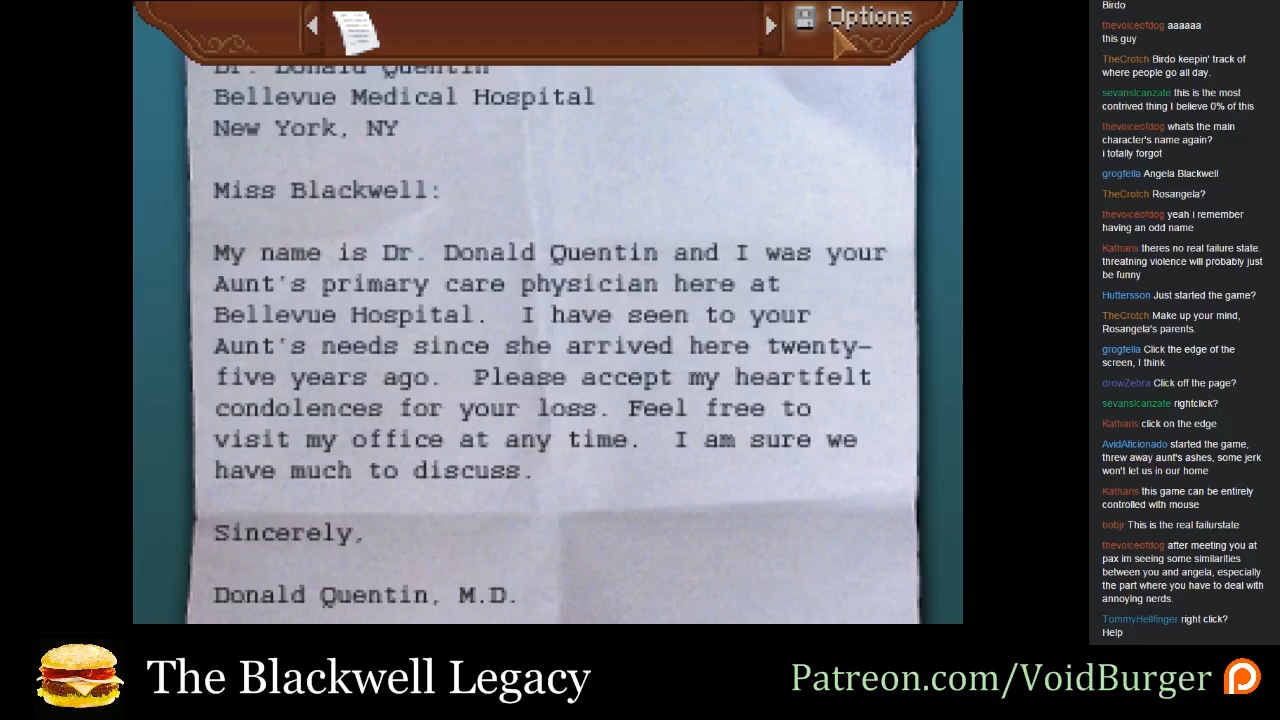 Options
Dr. Donald Quentin
Bellevue Medical Hospital
New York, NY
Miss Blackwell:
My name is Dr. Donald Quentin and I was your
Aunt's primary care physician here at
Bellevue Hospital.  I have seen to your
Aunt's needs since she arrived here twenty-
five years ago.  Please accept my heartfelt
condolences for your loss. Feel free to
visit my office at any time.  I am sure we
have much to discuss.
Sincerely,
Donald Quentin, M.D.
Birdo
thevoiceofdog aaaaaa
this guy
TheCrotch Birdo keepin' track of
where people go all day.
sevanslcanzate this is the most
contrived thing I believe 0% of this
thevoiceofdog whats the main
character's name again?
i totally forgot
grogfella Angela Blackwell
TheCrotch Rosangela?
thevoiceofdog yeah i remember
having an odd name
Katharis theres no real failure state.
threatning violence will probably just
be funny
Huttersson Just started the game?
TheCrotch Make up your mind,
Rosangela's parents.
grogfella Click the edge of the
screen, I think
drowZebra Click off the page?
sevanslcanzate rightclick?
Katharis click on the edge
AvidAficionado started the game,
threw away aunt's ashes, some jerk
won't let us in our home
Katharis this game can be entirely
controlled with mouse
bobjr This is the real failurstate
thevoiceofdog after meeting you at
pax im seeing some similarities
between you and angela, especially
the part where you have to deal with
annoying nerds.
TommyHellfinger right click?
Help
The Blackwell Legacy
Patreon.com/VoidBurger